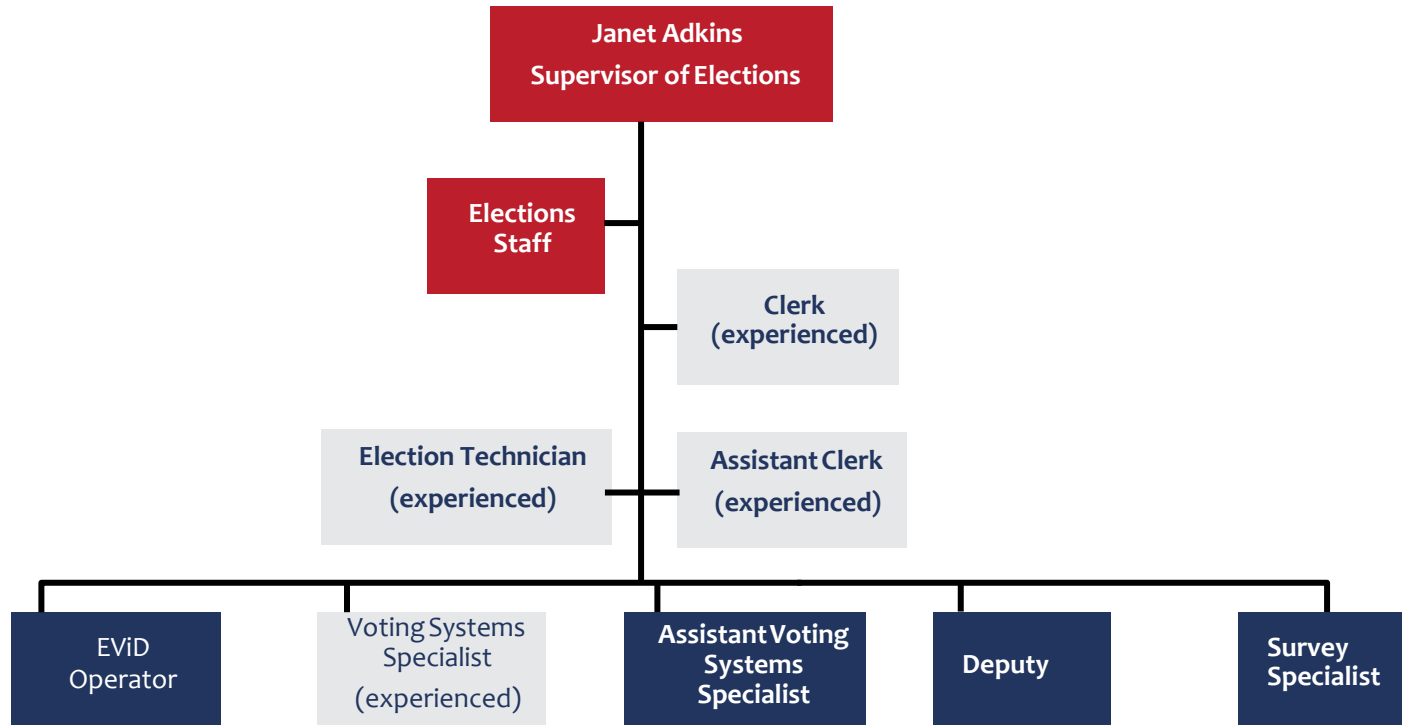 Janet Adkins
Supervisor of Elections
Elections
Staff
Clerk
(experienced)
Election Technician
(experienced)
Assistant Clerk
(experienced)
EViD
Operator
Voting Systems
Specialist
(experienced)
Assistant Voting
Systems
Specialist
Deputy
Survey
Specialist